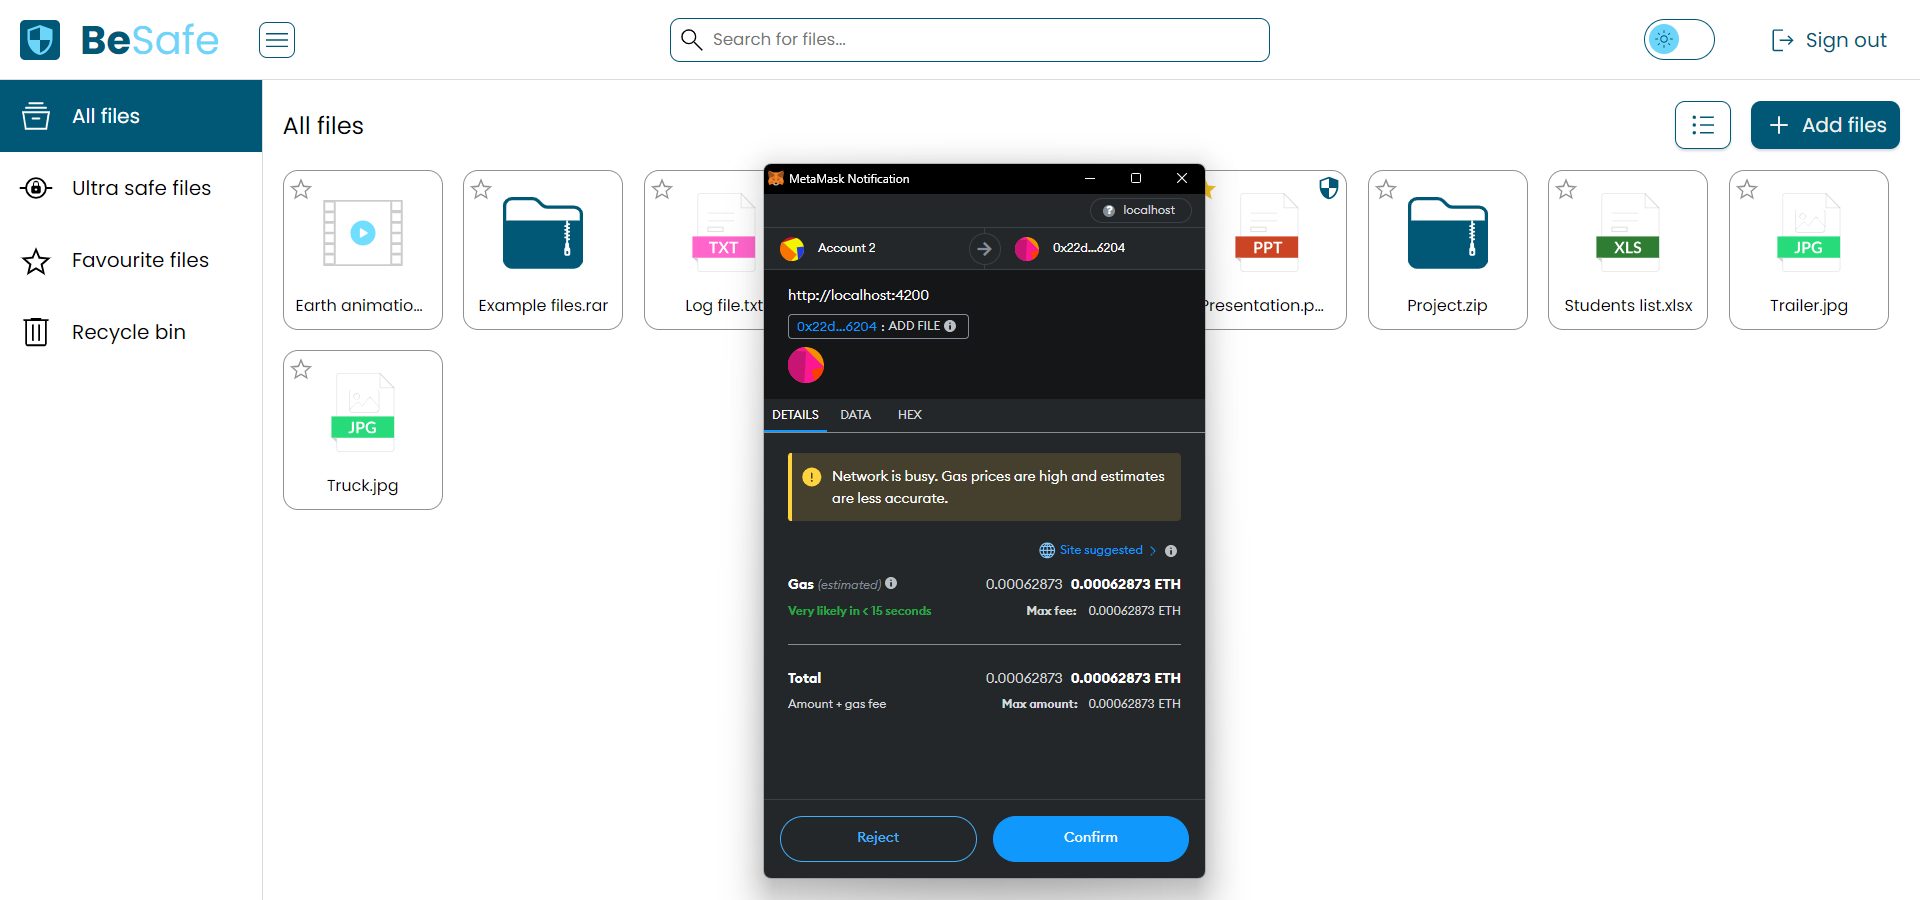 BeSafe
Search for files...
Sign out
All files
Ultra safe files
Favourite files
Recycle bin
All files
Add files
Earth animatio...
Example files.rar
TXT
Log file.txt
PPT
Presentation.p...
Project.zip
XLS
Students list.xlsx
JPG
Trailer.jpg
JPG
Truck.jpg
MetaMask Notification
localhost
Account 2
0x22d...6204
http://localhost:4200
0x22d...6204 : ADD FILE
DETAILS DATA HEX
Network is busy. Gas prices are high and estimates
are less accurate.
Site suggested
Gas (estimated) 0.00062873 0.00062873 ETH
Very likely in < 15 seconds Max fee: 0.00062873 ETH
Total 0.00062873 0.00062873 ETH
Amount + gas fee Max amount: 0.00062873 ETH
Reject
Confirm